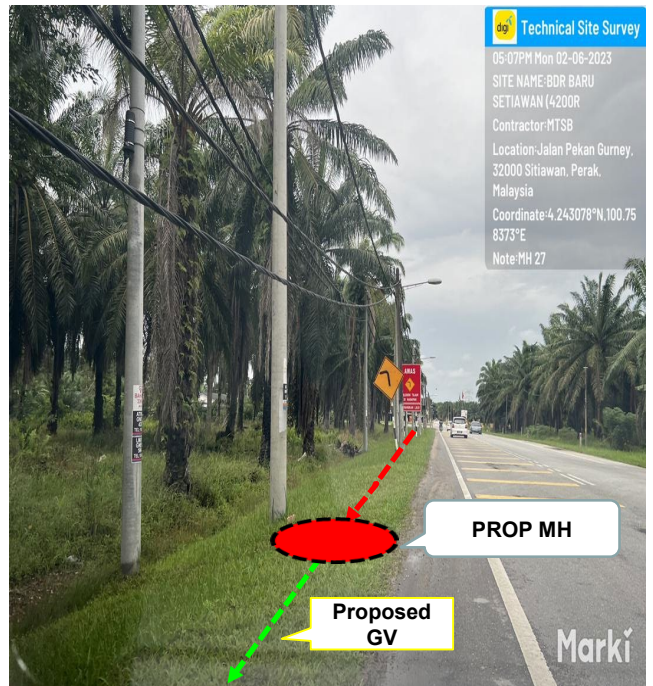 digi Technical Site Survey
05:07PM Mon 02-06-2023
SITE NAME:BDR BARU
SETIAWAN (4200R
Contractor:MTSB
Location:Jalan Pekan Gurney,
32000 Sitiawan, Perak,
Malaysia
Coordinate:4.243078°N,100.75
8373°E
Note:MH 27
AWAS
PROP MH
Proposed
GV
Marki